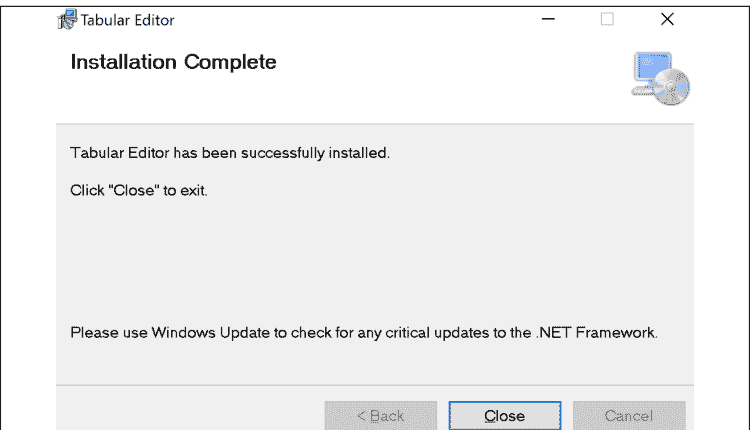 Tabular Editor
Installation Complete
Tabular Editor has been successfully installed.
Click "Close" to exit.
Please use Windows Update to check for any critical updates to the .NET Framework.
< Back
Close
Cancel